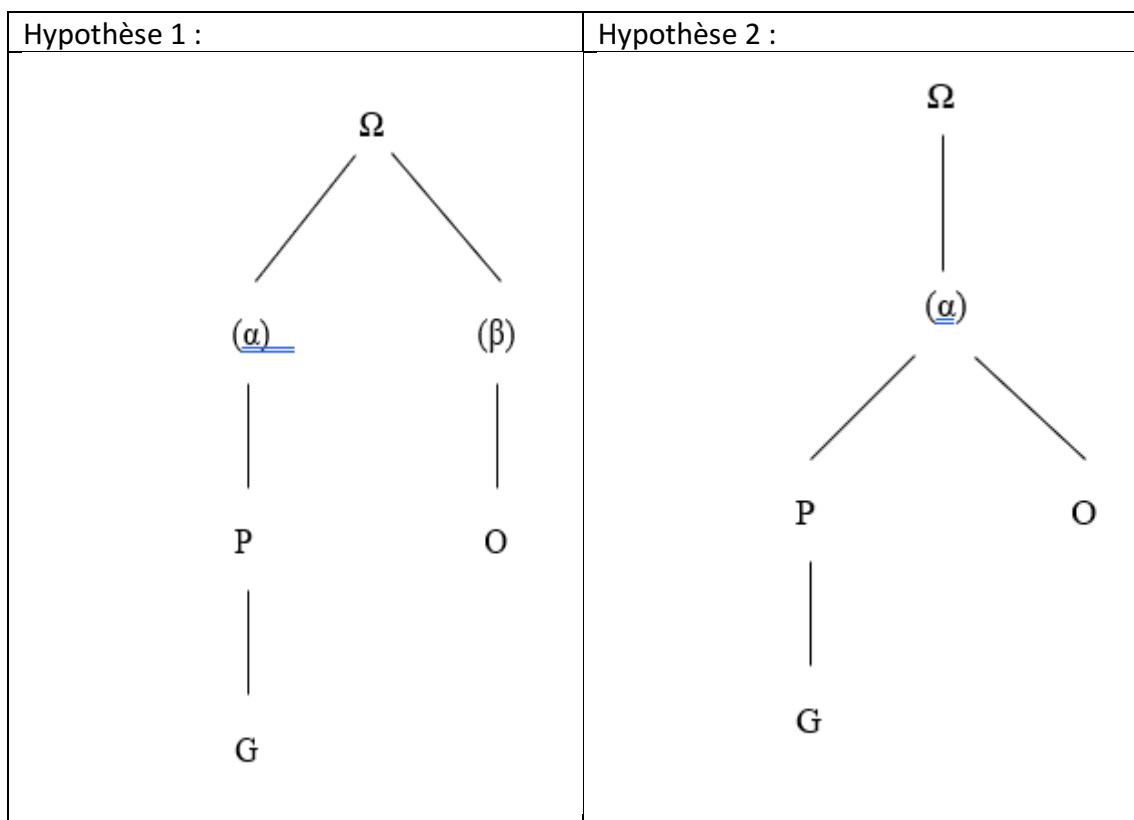 Hypothèse 1 :
Hypothèse 2 :
Ω
(α)
(β)
P
O
G
Ω
(α)
P
O
G